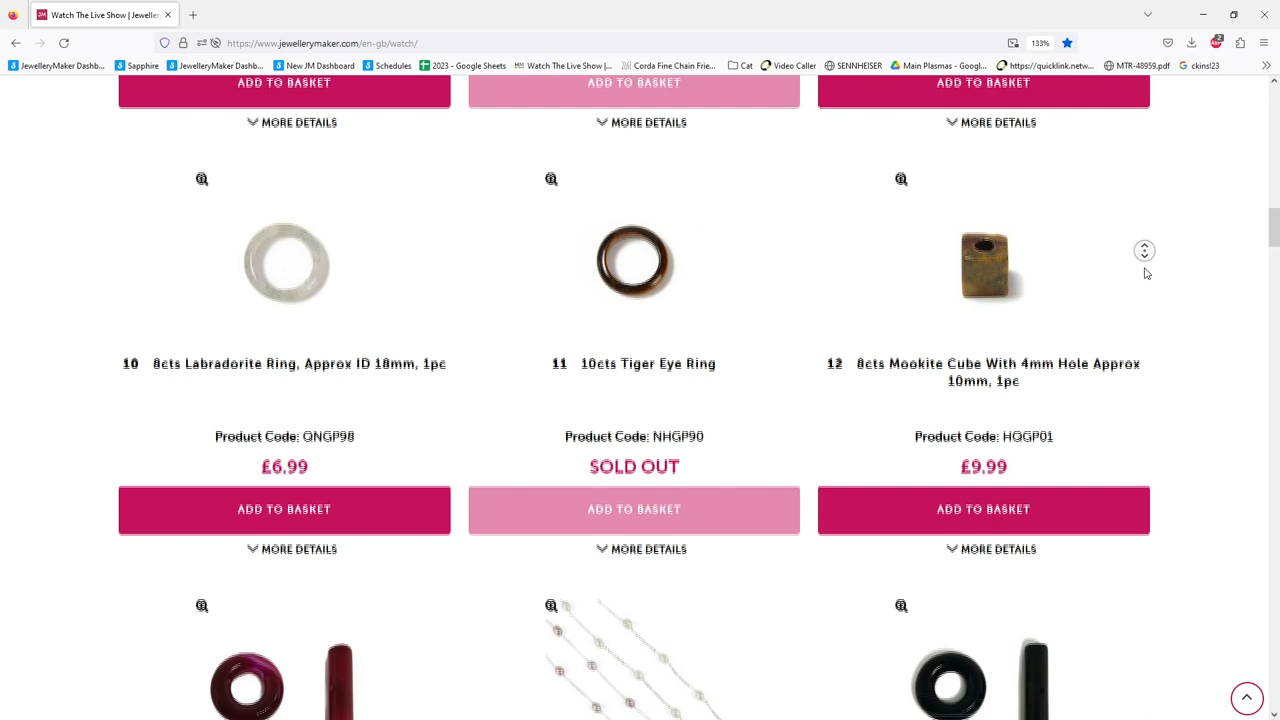 JM Watch The Live Show | Jeweller
https://www.jewellerymaker.com/en-gb/watch/
133%
2
JewelleryMaker Dashb...
Sapphire
JewelleryMaker Dashb...
New JM Dashboard
Schedules
2023 - Google Sheets
Watch The Live Show |...
Corda Fine Chain Frie...
Cat
Video Caller
SENNHEISER
Main Plasmas - Googl...
https://quicklink.netw...
MTR-48959.pdf
ckins!23
ADD TO BASKET
ADD TO BASKET
ADD TO BASKET
MORE DETAILS
MORE DETAILS
MORE DETAILS
10 8cts Labradorite Ring, Approx ID 18mm, 1pc
Product Code: QNGP98
£6.99
ADD TO BASKET
MORE DETAILS
11 10cts Tiger Eye Ring
Product Code: NHGP90
SOLD OUT
ADD TO BASKET
MORE DETAILS
12 8cts Mookite Cube With 4mm Hole Approx
10mm, 1pc
Product Code: HQGP01
£9.99
ADD TO BASKET
MORE DETAILS